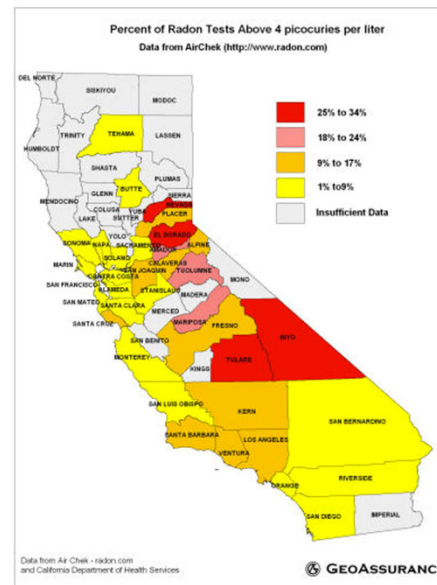 Percent of Radon Tests Above 4 picocuries per liter
Data from AirChek (http://www.radon.com)
DEL NORTE
SISKIYOU
MODOC
25% to 34%
18% to 24%
9% to 17%
1% to9%
Insufficient Data
TRINITY
TEHAMA
LASSEN
HUMBOLDT
SHASTA
PLUMAS
MENDOCINO
GLENN
BUTTE
SIERRA
COLUSA
YUBA
NEVADA
LAKE
SUTTER
PLACER
YOLO
EL DORADO
SONOMA
NAPA
SACRAMENTO
AMADOR
ALPINE
SOLANO
CALAVERAS
MARIN
CONTRA COSTA
SAN JOAQUIN
TUOLUMNE
MONO
SAN FRANCISCO
ALAMEDA
STANISLAUS
MADERA
SAN MATEO
SANTA CLARA
MERCED
MARIPOSA
SANTA CRUZ
FRESNO
INYO
SAN BENITO
MONTEREY
KINGS
TULARE
SAN LUIS OBISPO
KERN
SAN BERNARDINO
SANTA BARBARA
LOS ANGELES
VENTURA
ORANGE
RIVERSIDE
SAN DIEGO
IMPERIAL
Data from Air Chek - radon.com
and California Department of Health Services
GEOASSURANC